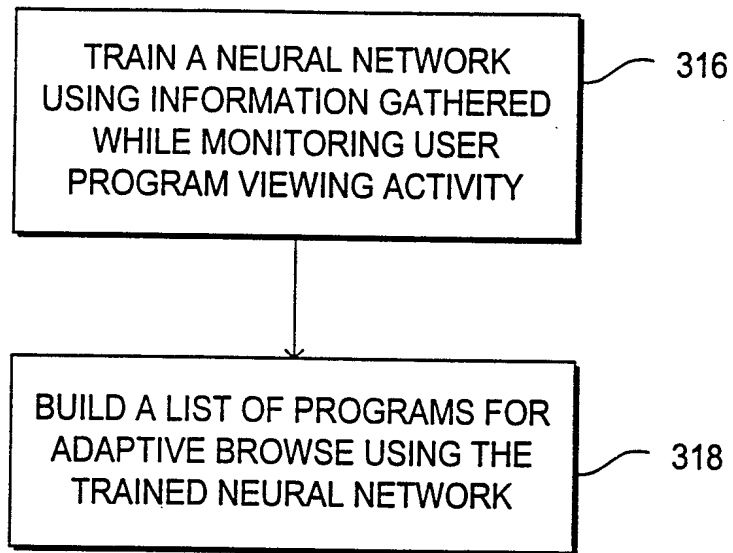 TRAIN A NEURAL NETWORK
USING INFORMATION GATHERED
WHILE MONITORING USER
PROGRAM VIEWING ACTIVITY
316
BUILD A LIST OF PROGRAMS FOR
ADAPTIVE BROWSE USING THE
TRAINED NEURAL NETWORK
318